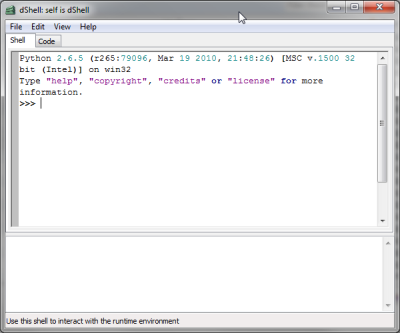 dShell: self is dShell
File Edit View Help
Shell Code
Python 2.6.5 (r265:79096, Mar 19 2010, 21:48:26) [MSC v.1500 32
bit (Intel)] on win32
Type "help", "copyright", "credits" or "license" for more
information.
>>>
Use this shell to interact with the runtime environment